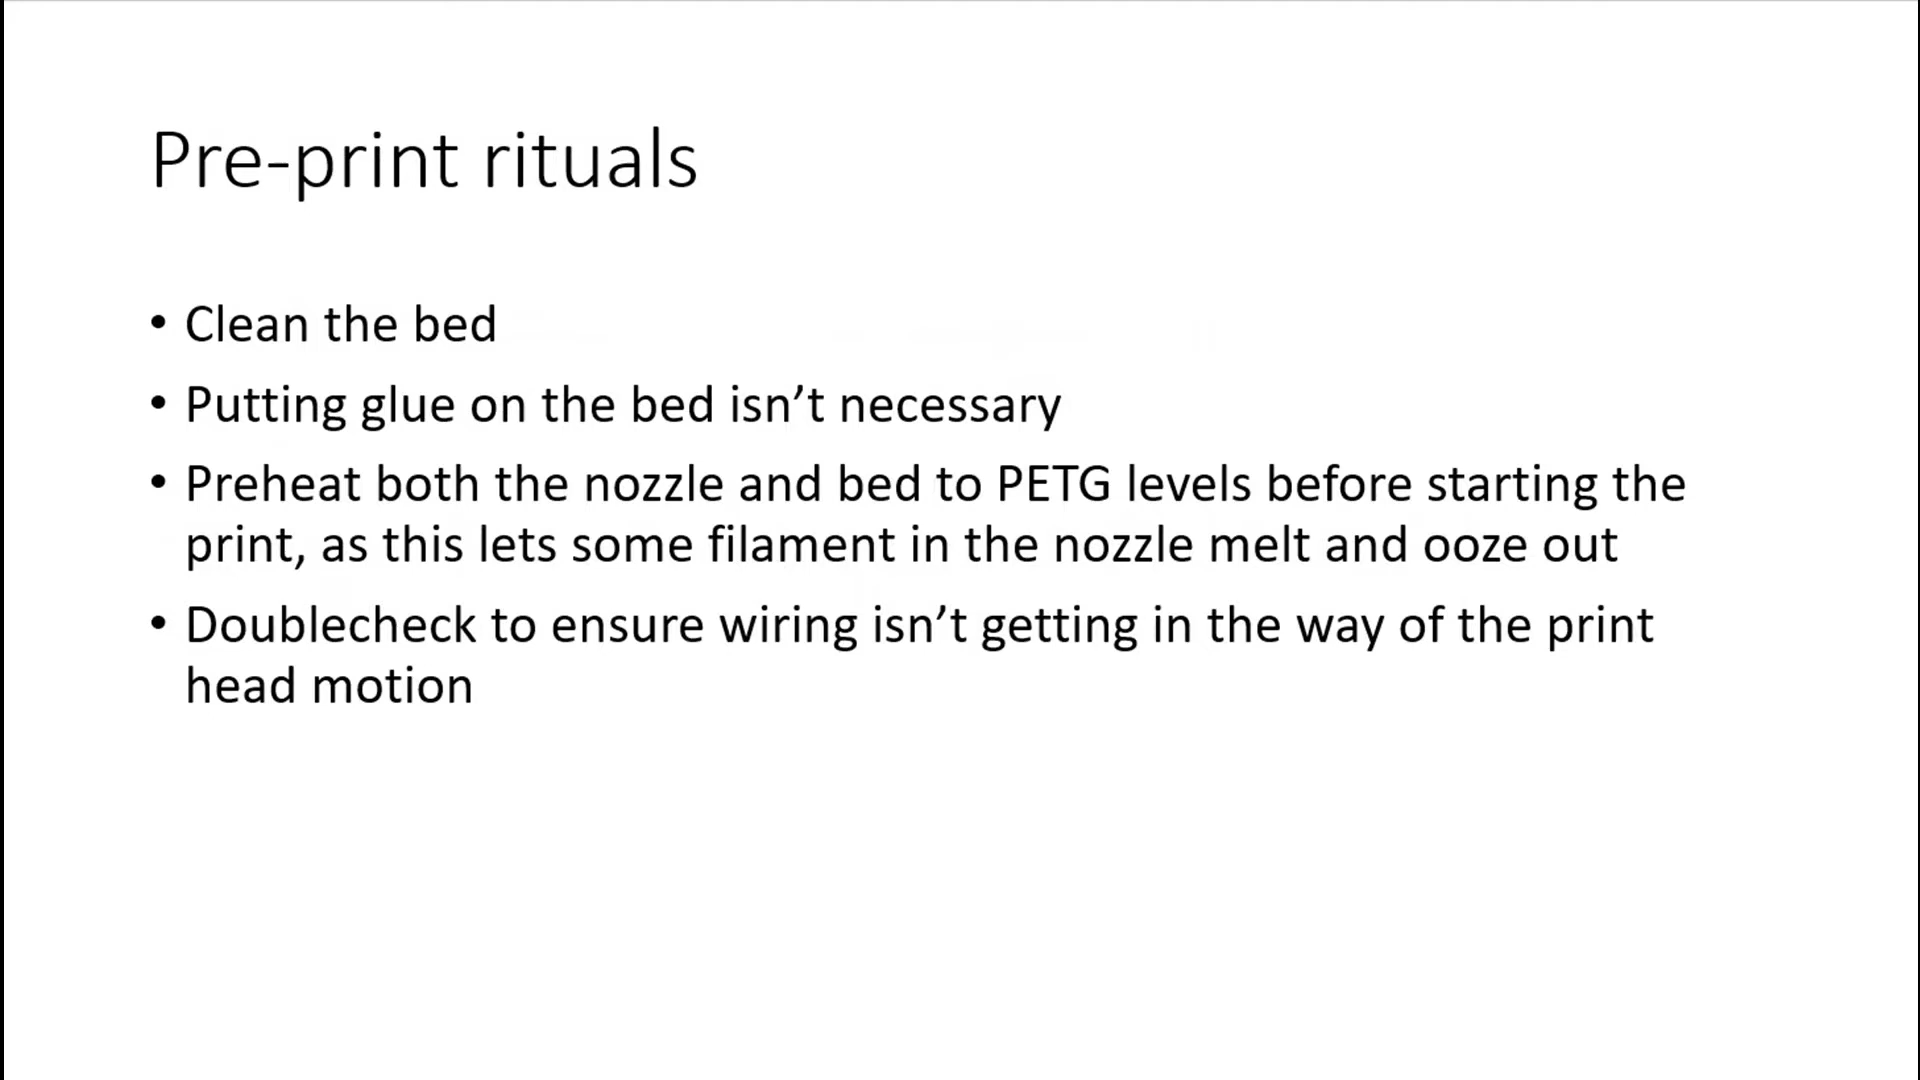 Pre-print rituals
• Clean the bed
• Putting glue on the bed isn’t necessary
• Preheat both the nozzle and bed to PETG levels before starting the
print, as this lets some filament in the nozzle melt and ooze out
• Doublecheck to ensure wiring isn’t getting in the way of the print
head motion